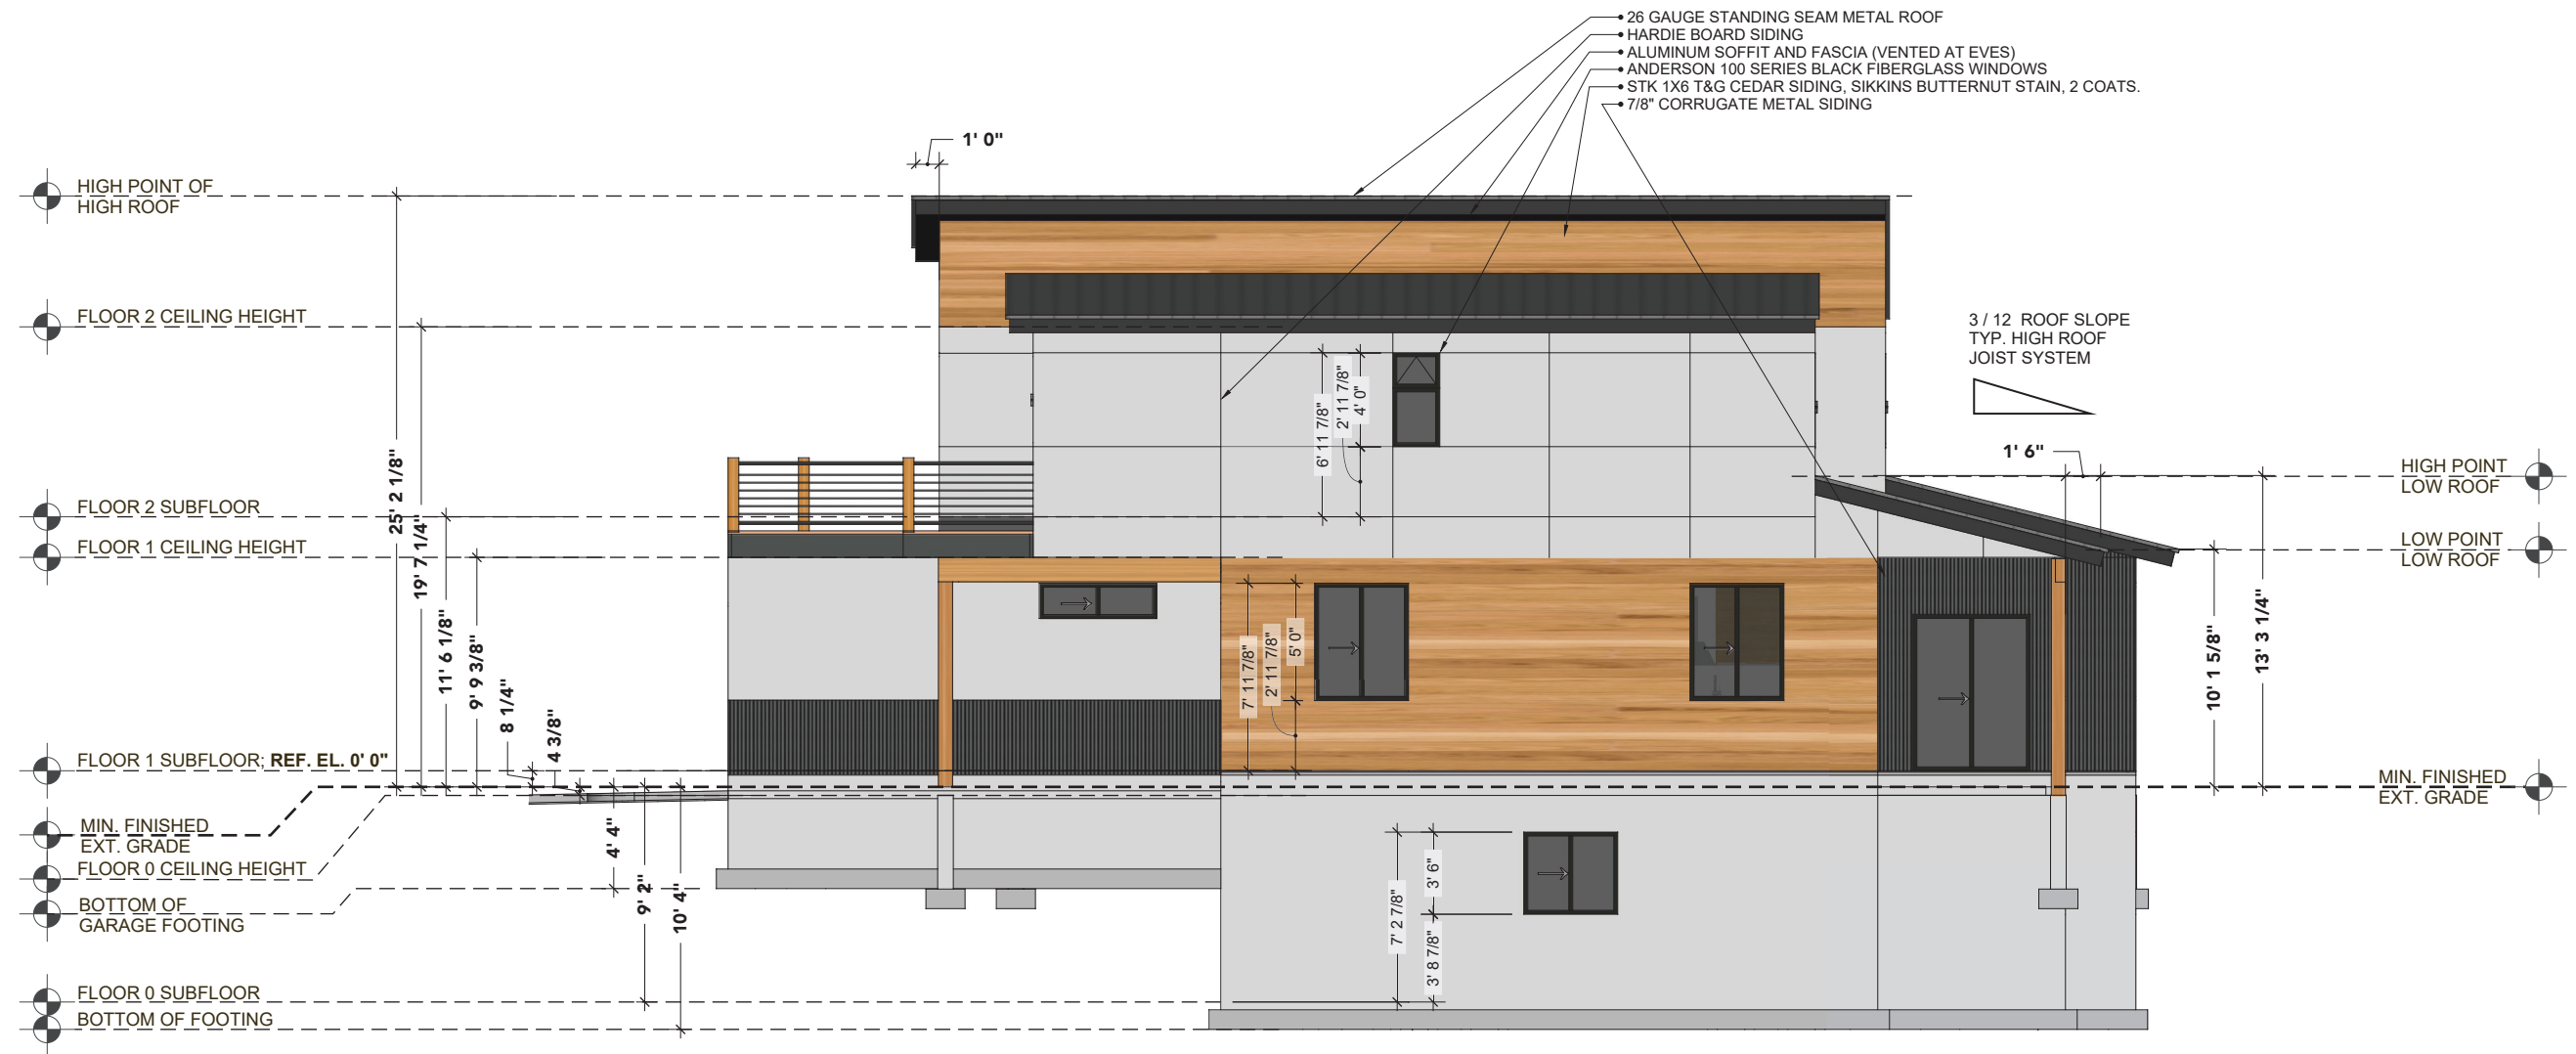 26 GAUGE STANDING SEAM METAL ROOF
HARDIE BOARD SIDING
ALUMINUM SOFFIT AND FASCIA (VENTED AT EVES)
ANDERSON 100 SERIES BLACK FIBERGLASS WINDOWS
STK 1X6 T&G CEDAR SIDING, SIKKINS BUTTERNUT STAIN, 2 COATS.
7/8" CORRUGATE METAL SIDING
1' 0"
HIGH POINT OF
HIGH ROOF
FLOOR 2 CEILING HEIGHT
3 / 12 ROOF SLOPE
TYP. HIGH ROOF
JOIST SYSTEM
6' 11 7/8"
2' 11 7/8"
4' 0"
1' 6"
HIGH POINT
LOW ROOF
FLOOR 2 SUBFLOOR
FLOOR 1 CEILING HEIGHT
LOW POINT
LOW ROOF
25' 2 1/8"
19' 7 1/4"
11' 6 1/8"
9' 9 3/8"
8 1/4"
4 3/8"
7' 11 7/8"
2' 11 7/8"
5' 0"
10' 1 5/8"
13' 3 1/4"
FLOOR 1 SUBFLOOR; REF. EL. 0' 0"
MIN. FINISHED
EXT. GRADE
MIN. FINISHED
EXT. GRADE
FLOOR 0 CEILING HEIGHT
BOTTOM OF
GARAGE FOOTING
4' 4"
9' 2"
10' 4"
7' 2 7/8"
3' 6"
3' 8 7/8"
FLOOR 0 SUBFLOOR
BOTTOM OF FOOTING